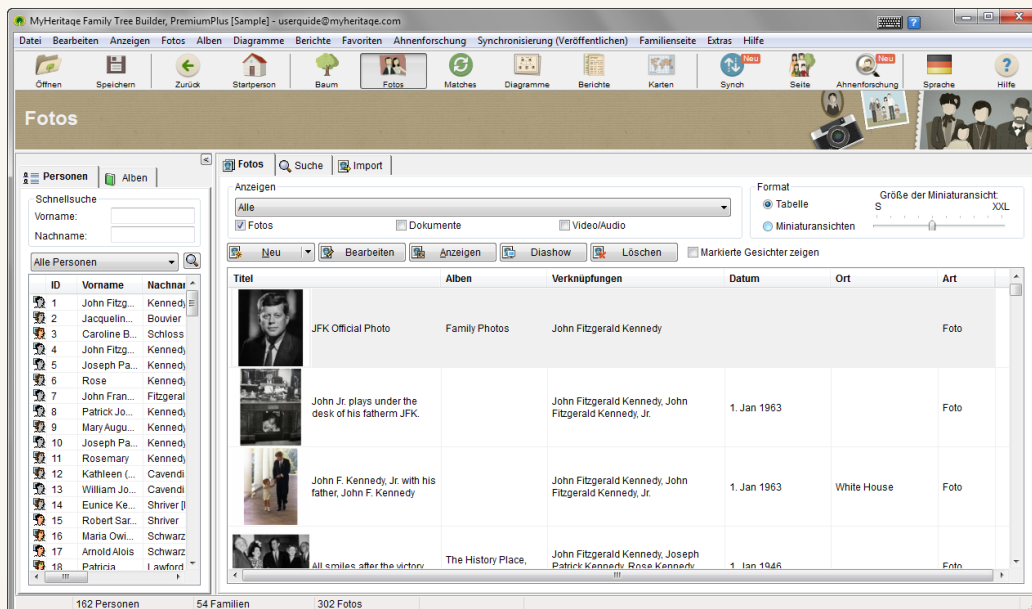 MyHeritage Family Tree Builder, PremiumPlus [Sample] - userguide@myheritage.com
Datei Bearbeiten Anzeigen Fotos Alben Diagramme Berichte Favoriten Ahnenforschung Synchronisierung (Veröffentlichen) Familienseite Extras Hilfe
Neu Neu
Öffnen Speichern Zurück Startperson Baum Fotos Matches Diagramme Berichte Karten Synch Seite Ahnenforschung Sprache Hilfe
Fotos
Personen Alben
Schnellsuche
Vorname:
Nachname:
Alle Personen
ID Vorname Nachnar
1 John Fitzg... Kennedy
2 Jacquelin... Bouvier
3 Caroline B... Schloss
4 John Fitzg... Kennedy
5 Joseph Pa... Kennedy
6 Rose Kennedy
7 John Fran... Fitzgeral
8 Patrick Jo... Kennedy
9 Mary Augu... Kennedy
10 Joseph Pa... Kennedy
11 Rosemary Kennedy
12 Kathleen (... Cavendi
13 William Jo... Cavendi
14 Eunice Ke... Shriver [
15 Robert Sar... Shriver
16 Maria Owi... Schwarz
17 Arnold Alois Schwarz
18 Patricia Lawford
Fotos Suche Import
Anzeigen
Alle
Fotos Dokumente Video/Audio
Format
Tabelle
Miniaturansichten
Größe der Miniaturansicht:
S XXL
Neu Bearbeiten Anzeigen Diashow Löschen Markierte Gesichter zeigen
Titel Alben Verknüpfungen Datum Ort Art
JFK Official Photo Family Photos John Fitzgerald Kennedy Foto
John Jr. plays under the
desk of his fatherm JFK.
John Fitzgerald Kennedy, John
Fitzgerald Kennedy, Jr.
1. Jan 1963 Foto
John F. Kennedy, Jr. with his
father, John F. Kennedy
John Fitzgerald Kennedy, John
Fitzgerald Kennedy, Jr.
1. Jan 1963 White House Foto
All smiles after the victory
The History Place,
John Fitzgerald Kennedy, Joseph
Patrick Kennedy, Rose Kennedy
1. Jan 1946 Foto
162 Personen 54 Familien 302 Fotos